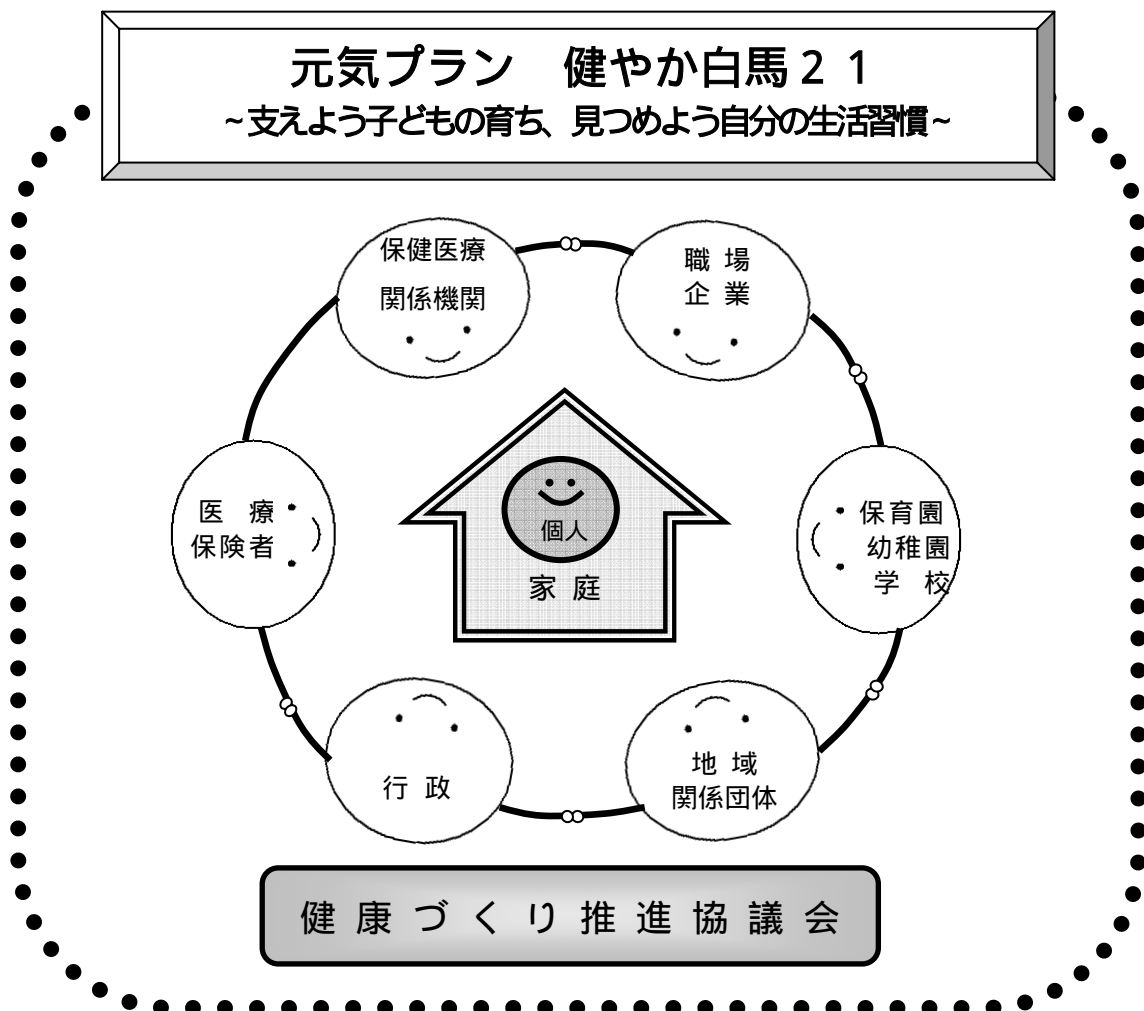 元気プラン　健やか白馬２１
~支えよう子どもの育ち、見つめよう自分の生活習慣~
保健医療
関係機関
職 場
企 業
医 療
保険者
個人
家 庭
保育園
幼稚園
学 校
行 政
地 域
関係団体
健康づくり推進協議会